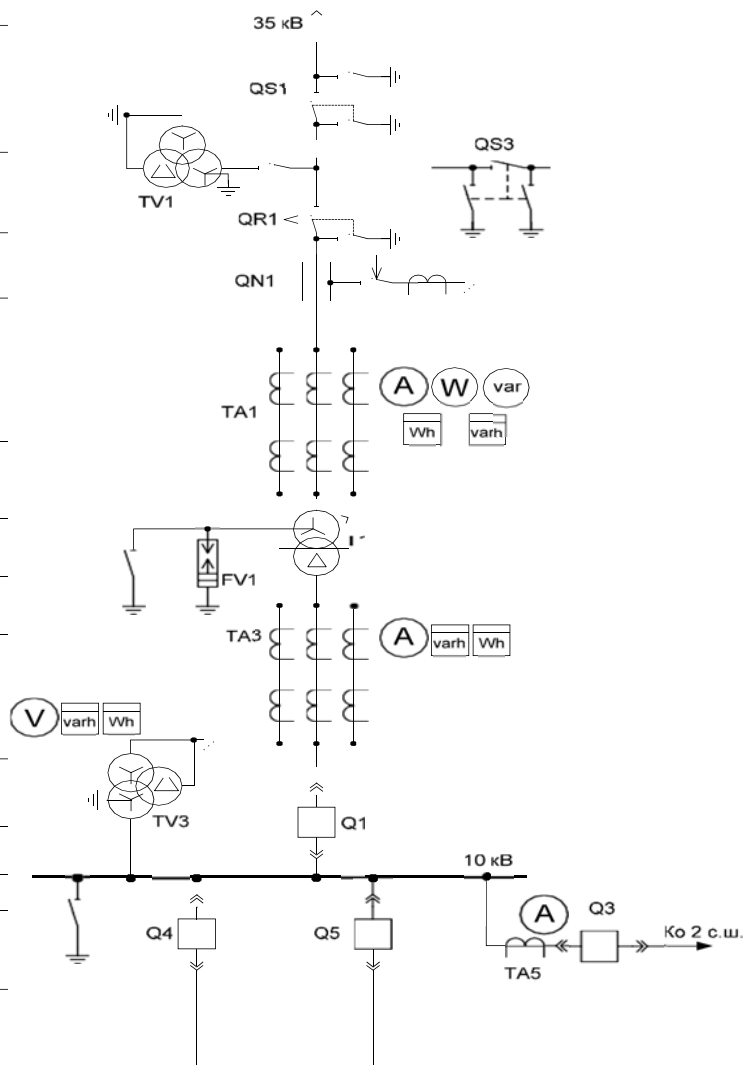 35 кВ
QS1
TV1
QS3
QR1
QN1
TA1
A W var
Wh varh
FV1
TA3
A varh Wh
V varh Wh
TV3
Q1
10 кВ
Q4
Q5
A
Q3
TA5
Ко 2 с.ш.